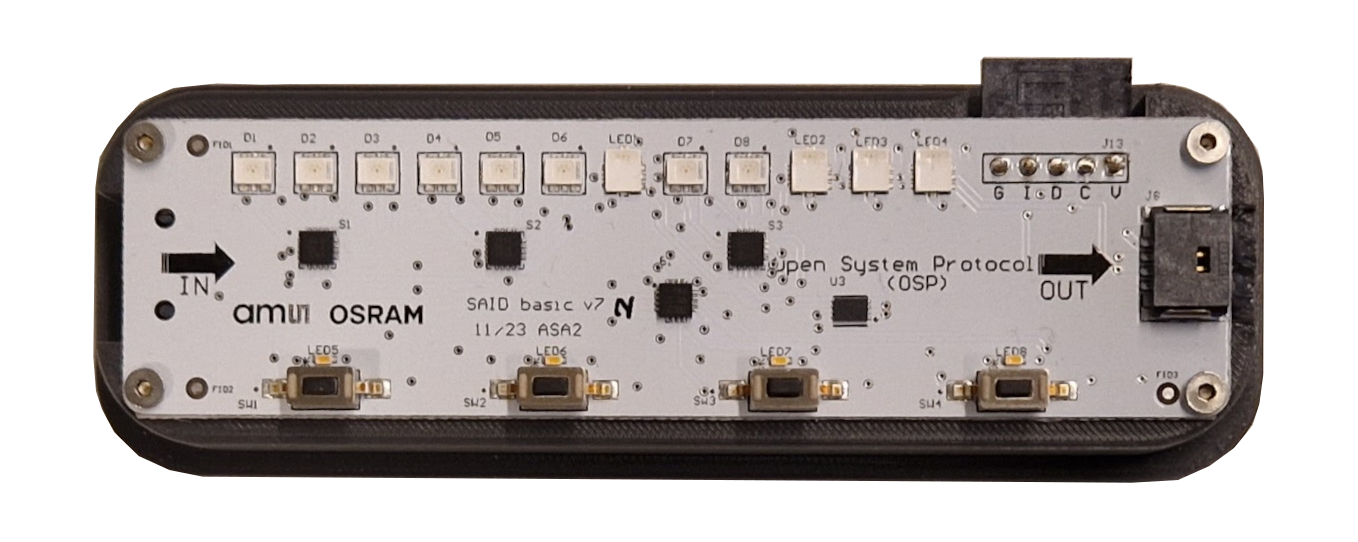 D1 D2 D3 D4 D5 D6 LED1 D7 D8 LED2 LED3 LED4 J13
FID1
G I D C V
J6
S1 S2 S3
IN
pen System Protocol
(OSP)
OUT
U3
am OSRAM
SAID basic v7
11/23 ASA2
LED5 LED6 LED7 LED8
FID2
FID3
SW1 SW2 SW3 SW4